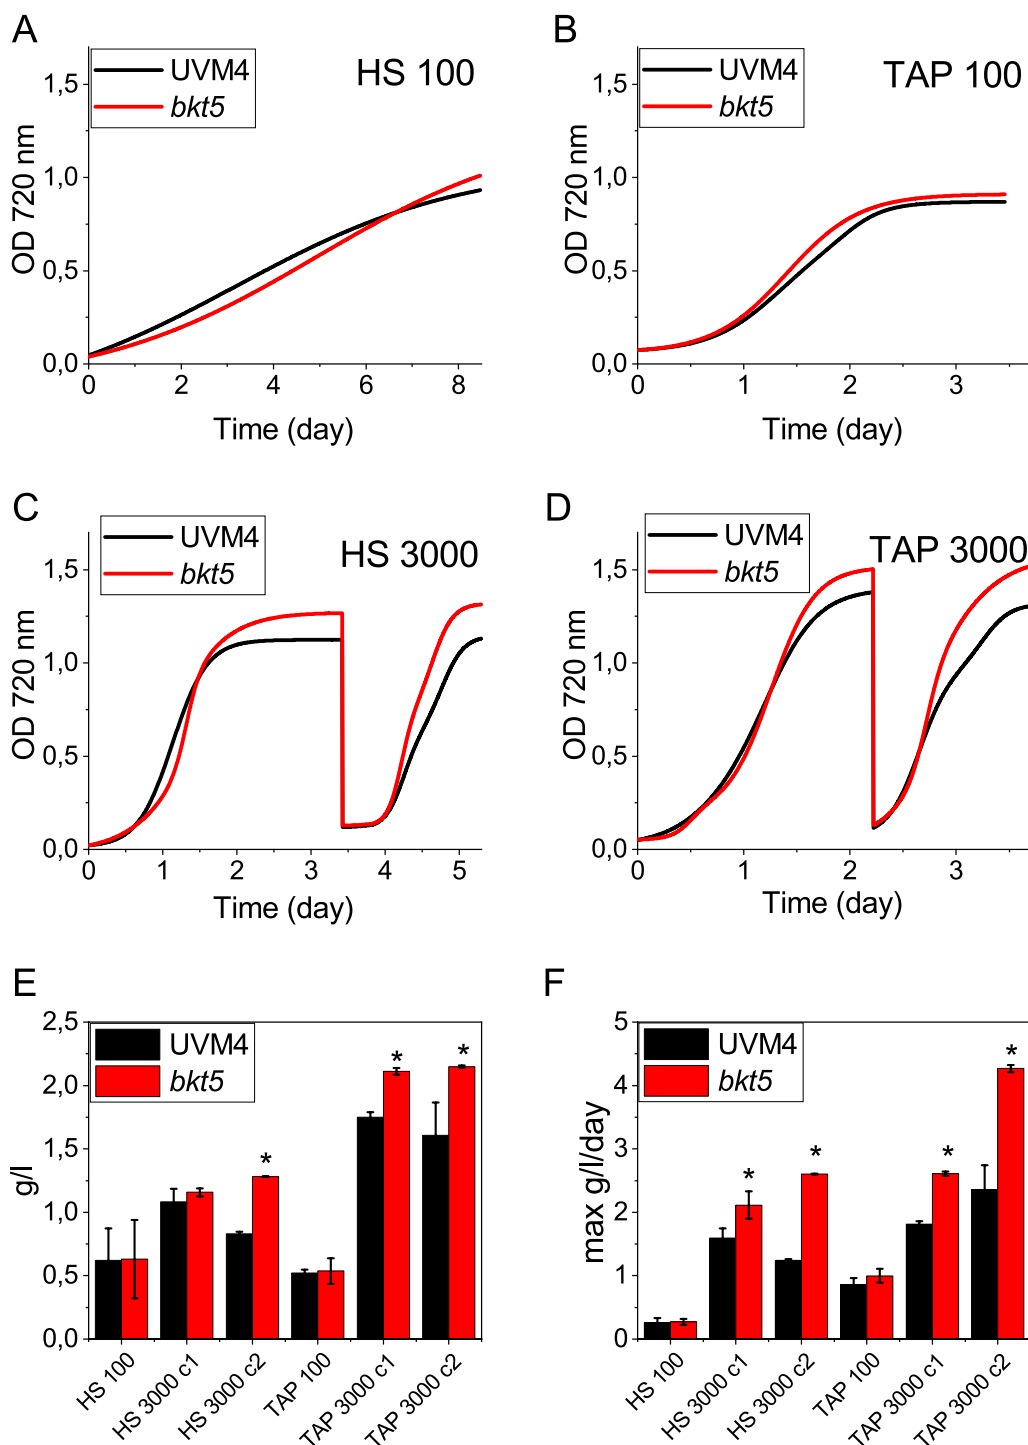 A
UVM4
bkt5
HS 100
1,5
1,0
0,5
0,0
OD 720 nm
0 2 4 6 8
Time (day)
B
UVM4
bkt5
TAP 100
1,5
1,0
0,5
0,0
OD 720 nm
0 1 2 3
Time (day)
C
UVM4
bkt5
HS 3000
1,5
1,0
0,5
0,0
OD 720 nm
0 1 2 3 4 5
Time (day)
D
UVM4
bkt5
TAP 3000
1,5
1,0
0,5
0,0
OD 720 nm
0 1 2 3
Time (day)
E
UVM4
bkt5
2,5
2,0
1,5
1,0
0,5
0,0
g/l
* * *
HS 100
HS 3000 c1
HS 3000 c2
TAP 100
TAP 3000 c1
TAP 3000 c2
F
UVM4
bkt5
5
4
3
2
1
0
max g/l/day
* * * *
HS 100
HS 3000 c1
HS 3000 c2
TAP 100
TAP 3000 c1
TAP 3000 c2